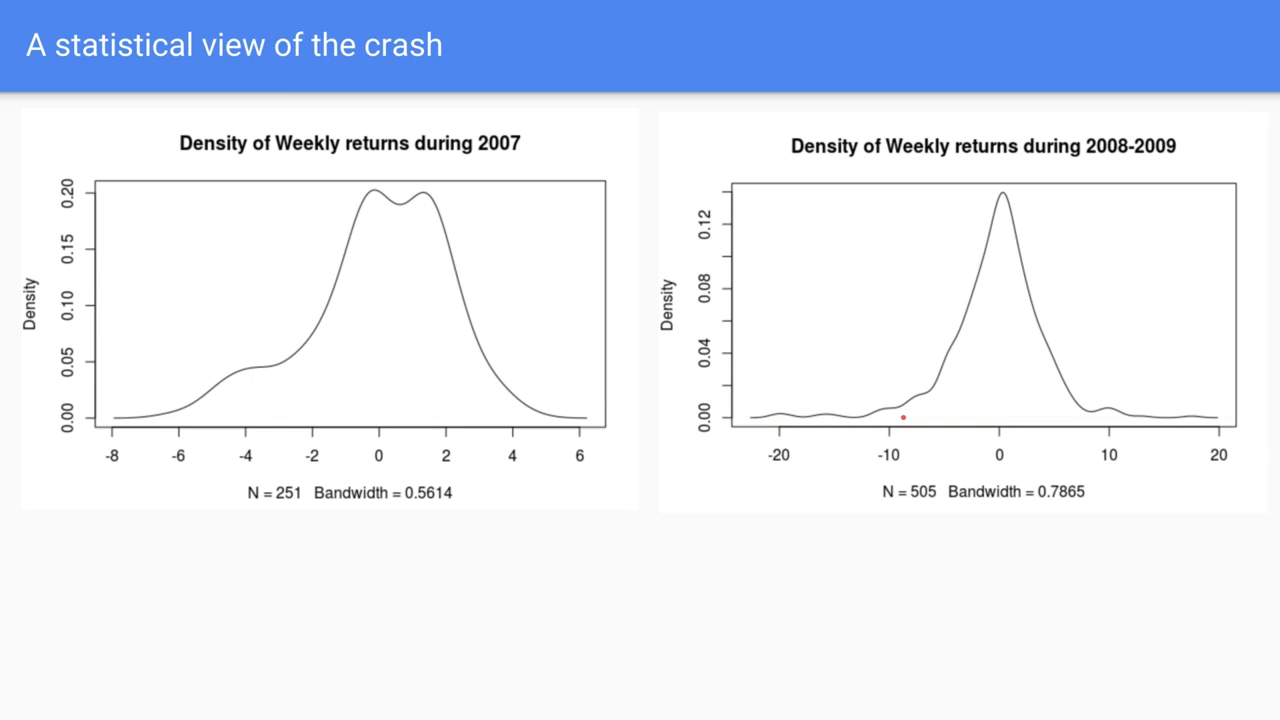 A statistical view of the crash
Density of Weekly returns during 2007
Density
0.20
0.15
0.10
0.05
0.00
-8 -6 -4 -2 0 2 4 6
N = 251 Bandwidth = 0.5614
Density of Weekly returns during 2008-2009
Density
0.12
0.08
0.04
0.00
-20 -10 0 10 20
N = 505 Bandwidth = 0.7865